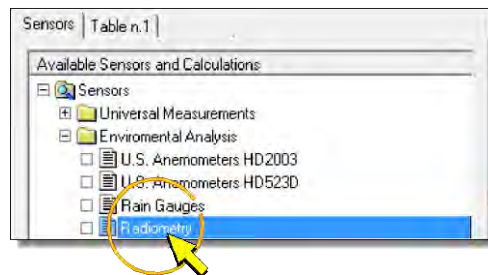 Sensors Table n.1
Available Sensors and Calculations
Sensors
Universal Measurements
Enviromental Analysis
U.S. Anemometers HD2003
U.S. Anemometers HD523D
Rain Gauges
Radiometry